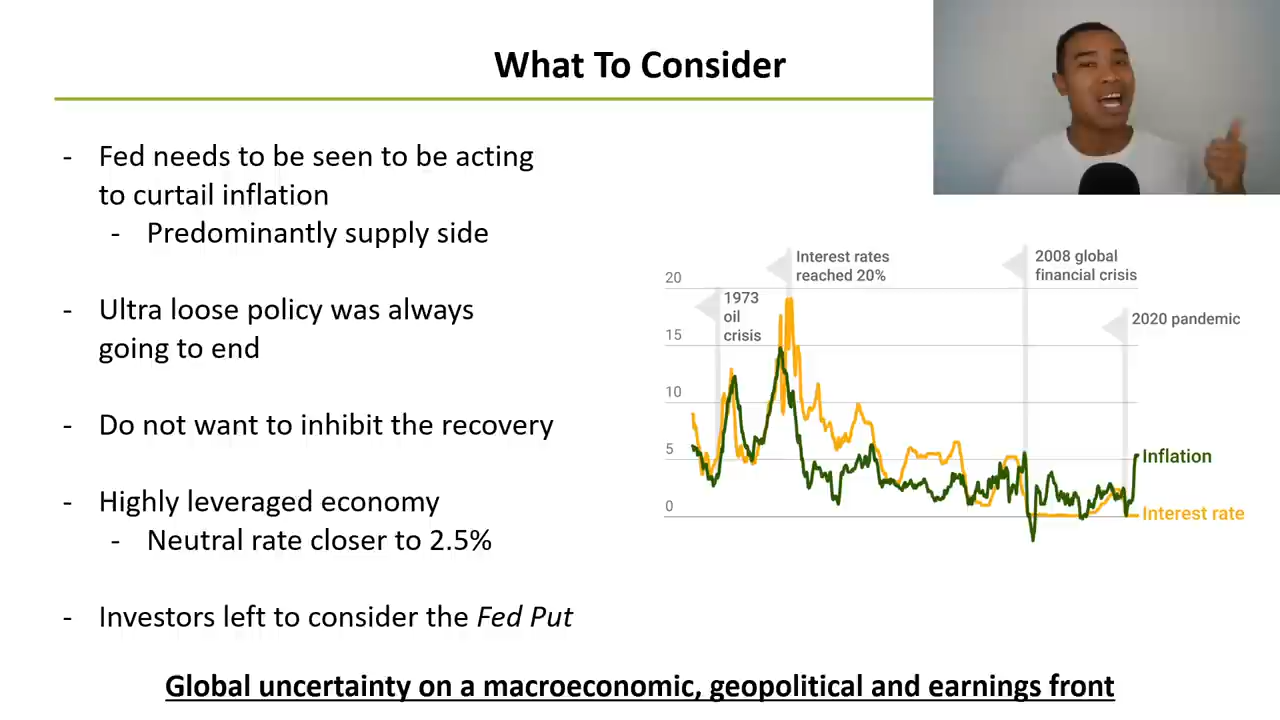 What To Consider
- Fed needs to be seen to be acting
to curtail inflation
- Predominantly supply side
- Ultra loose policy was always
going to end
- Do not want to inhibit the recovery
- Highly leveraged economy
- Neutral rate closer to 2.5%
- Investors left to consider the Fed Put
Interest rates
reached 20%
2008 global
financial crisis
1973
oil
crisis
2020 pandemic
20
15
10
5
0
Inflation
Interest rate
Global uncertainty on a macroeconomic, geopolitical and earnings front